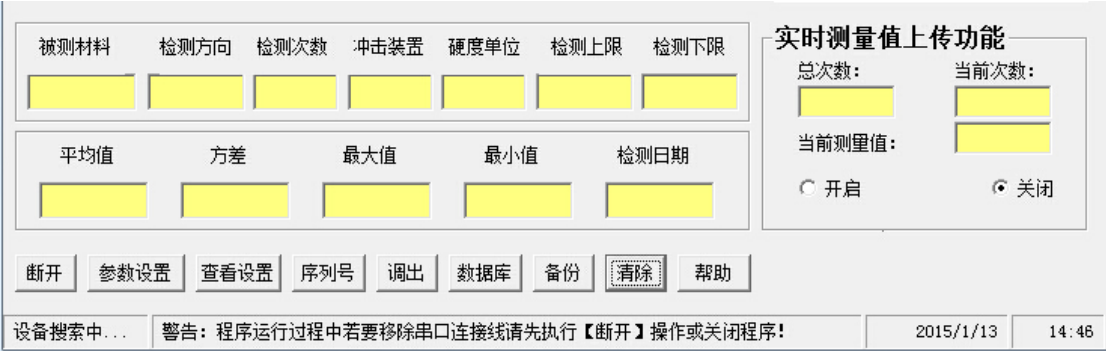 被测材料 检测方向 检测次数 冲击装置 硬度单位 检测上限 检测下限
实时测量值上传功能
总次数: 当前次数:
当前测量值:
开启 关闭
平均值 方差 最大值 最小值 检测日期
断开 参数设置 查看设置 序列号 调出 数据库 备份 清除 帮助
设备搜索中... 警告: 程序运行过程中若要移除串口连接线请先执行【断开】操作或关闭程序! 2015/1/13 14:46